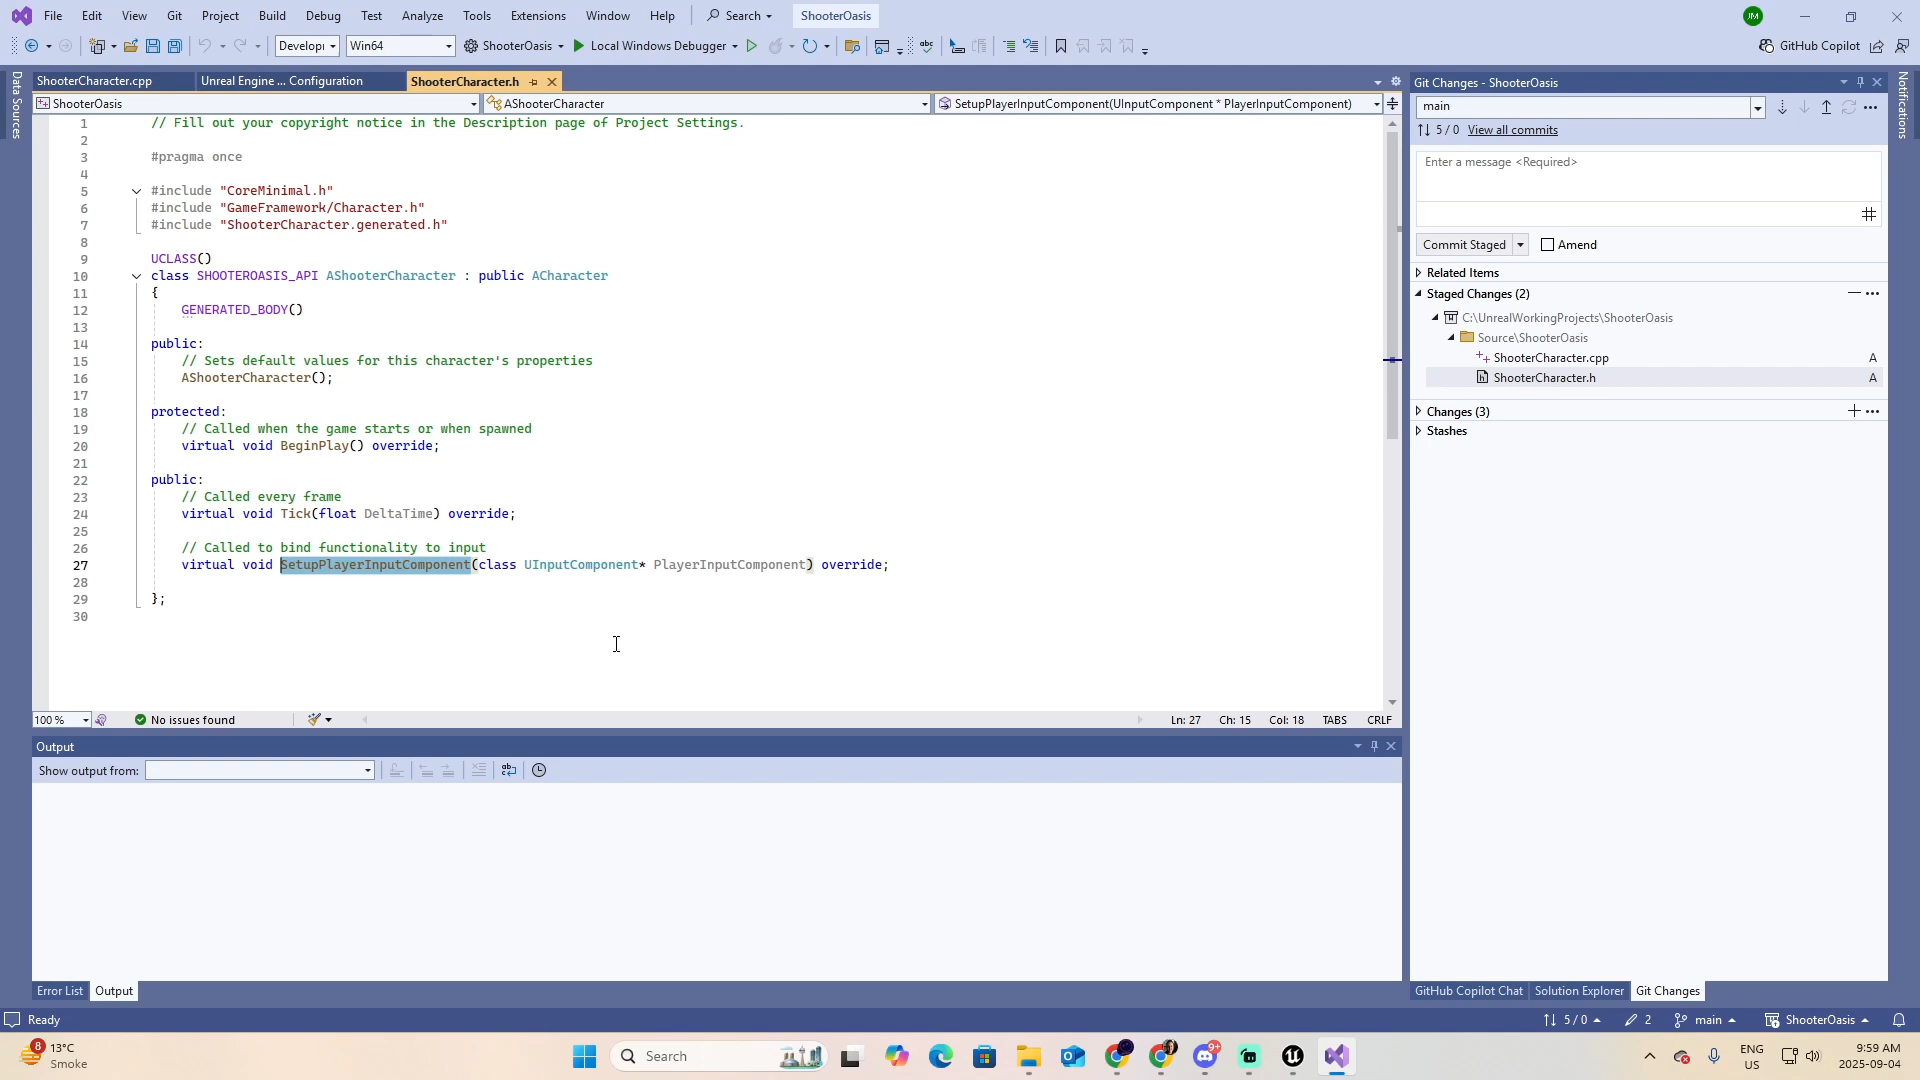 File Edit View Git Project Build Debug Test Analyze Tools Extensions Window Help Search ShooterOasis JM
Develop Win64 ShooterOasis Local Windows Debugger GitHub Copilot
Data Sources
ShooterCharacter.cpp Unreal Engine ... Configuration ShooterCharacter.h
ShooterOasis AShooterCharacter SetupPlayerInputComponent(UInputComponent * PlayerInputComponent)
1 // Fill out your copyright notice in the Description page of Project Settings.
2
3 #pragma once
4
5 #include "CoreMinimal.h"
6 #include "GameFramework/Character.h"
7 #include "ShooterCharacter.generated.h"
8
9 UCLASS()
10 class SHOOTEROASIS_API AShooterCharacter : public ACharacter
11 {
12 GENERATED_BODY()
13
14 public:
15 // Sets default values for this character's properties
16 AShooterCharacter();
17
18 protected:
19 // Called when the game starts or when spawned
20 virtual void BeginPlay() override;
21
22 public:
23 // Called every frame
24 virtual void Tick(float DeltaTime) override;
25
26 // Called to bind functionality to input
27 virtual void SetupPlayerInputComponent(class UInputComponent* PlayerInputComponent) override;
28
29 };
30
100 % No issues found Ln: 27 Ch: 15 Col: 18 TABS CRLF
Output
Show output from:
Error List Output
Git Changes - ShooterOasis
main
5 / 0 View all commits
Enter a message <Required>
Commit Staged Amend
Related Items
Staged Changes (2)
C:\UnrealWorkingProjects\ShooterOasis
Source\ShooterOasis
ShooterCharacter.cpp A
ShooterCharacter.h A
Changes (3)
Stashes
GitHub Copilot Chat Solution Explorer Git Changes
Notifications
Ready 5 / 0 2 main ShooterOasis
8 13°C
Smoke
Search
9+
ENG
US
9:59 AM
2025-09-04